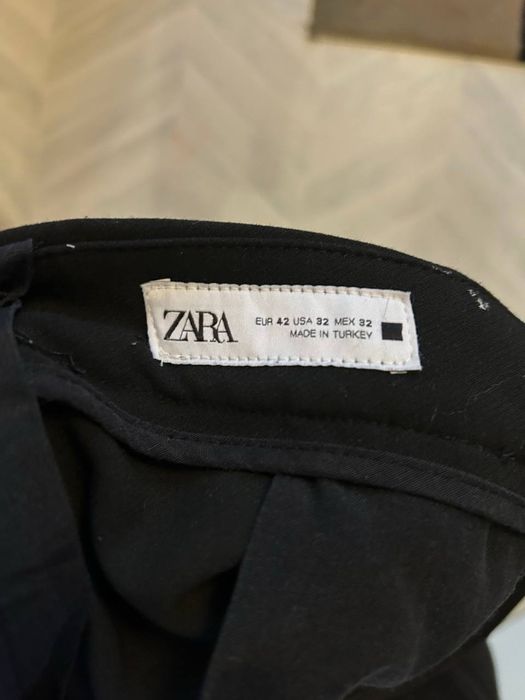 ZARA
EUR 42 USA 32 MEX 32
MADE IN TURKEY